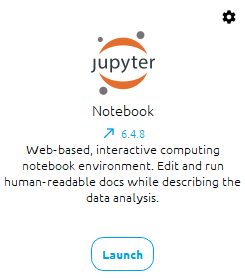 jupyter
Notebook
6.4.8
Web-based, interactive computing
notebook environment. Edit and run
human-readable docs while describing the
data analysis.
Launch